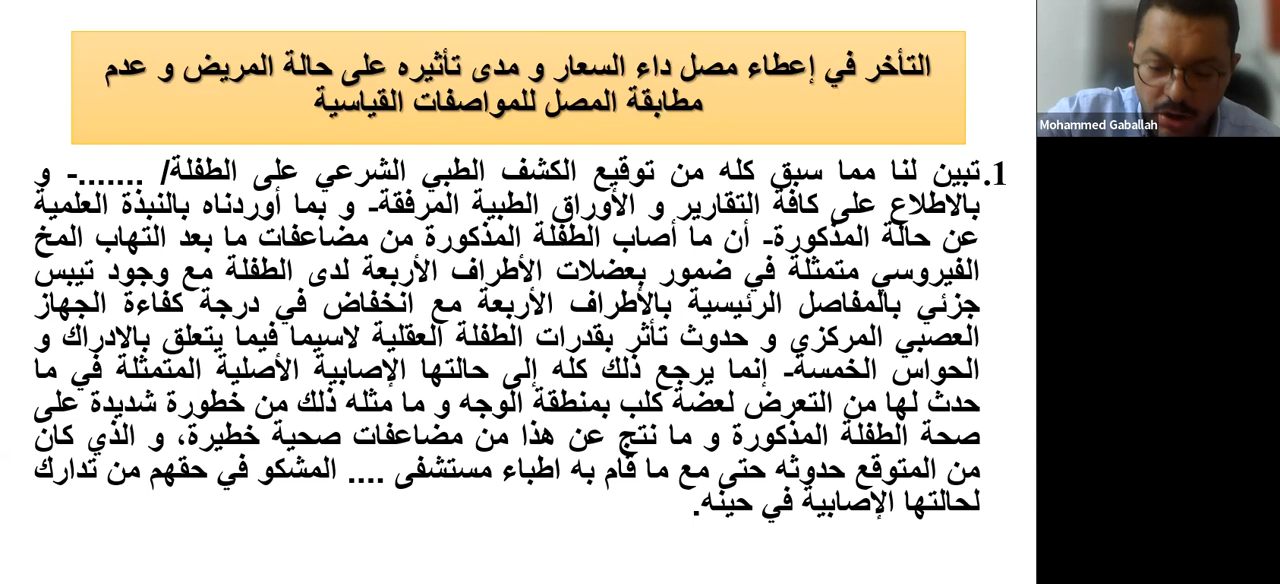 التأخر في إعطاء مصل داء السعار و مدى تأثيره على حالة المريض و عدم
مطابقة المصل للمواصفات القياسية
1. تبين لنا مما سبق كله من توقيع الكشف الطبي الشرعي على الطفلة/ .......- و
بالاطلاع على كافة التقارير و الأوراق الطبية المرفقة- و بما أوردناه بالنبذة العلمية
عن حالة المذكورة- أن ما أصاب الطفلة المذكورة من مضاعفات ما بعد التهاب المخ
الفيروسي متمثلة في ضمور بعضلات الأطراف الأربعة لدى الطفلة مع وجود تيبس
جزئي بالمفاصل الرئيسية بالأطراف الأربعة مع انخفاض في درجة كفاءة الجهاز
العصبي المركزي و حدوث تأثر بقدرات الطفلة العقلية لاسيما فيما يتعلق بالادراك و
الحواس الخمسة- إنما يرجع ذلك كله إلى حالتها الإصابية الأصلية المتمثلة في ما
حدث لها من التعرض لعضة كلب بمنطقة الوجه و ما مثله ذلك من خطورة شديدة على
صحة الطفلة المذكورة و ما نتج عن هذا من مضاعفات صحية خطيرة، و الذي كان
من المتوقع حدوثه حتى مع ما قام به اطباء مستشفى .... المشكو في حقهم من تدارك
لحالتها الإصابية في حينه.
Mohammed Gaballah